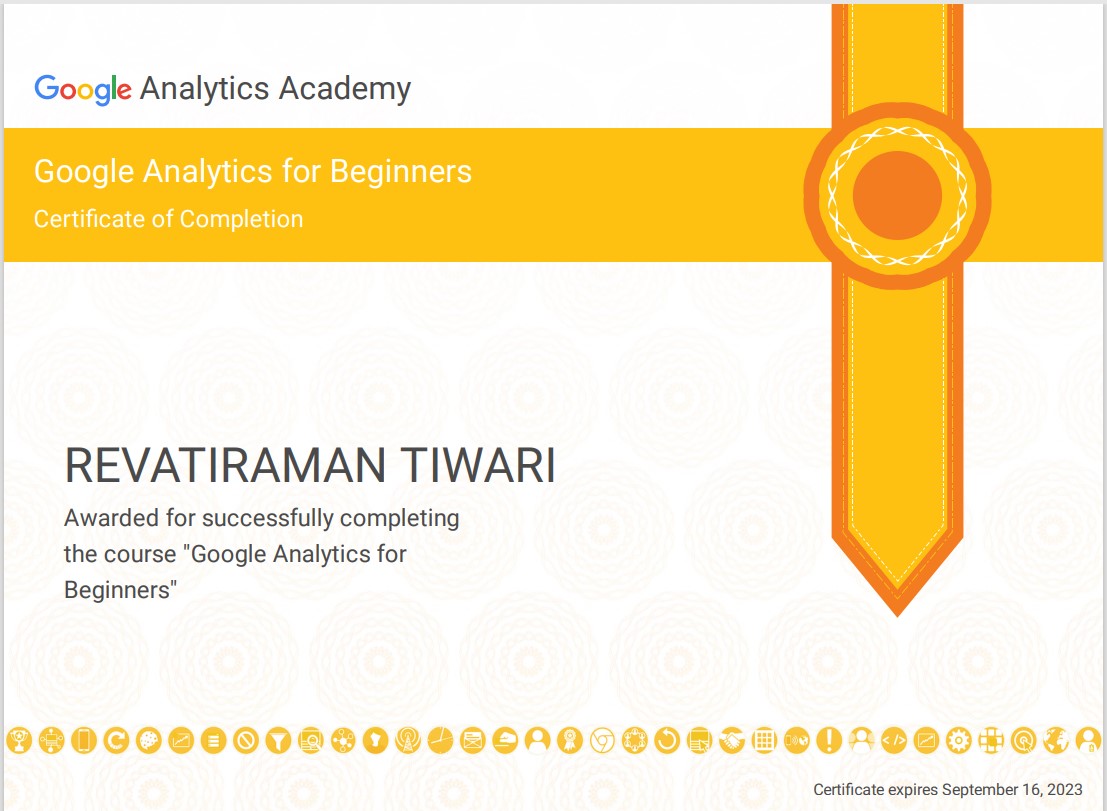 Google Analytics Academy
Google Analytics for Beginners
Certificate of Completion
REVATIRAMAN TIWARI
Awarded for successfully completing
the course "Google Analytics for
Beginners"
Certificate expires September 16, 2023